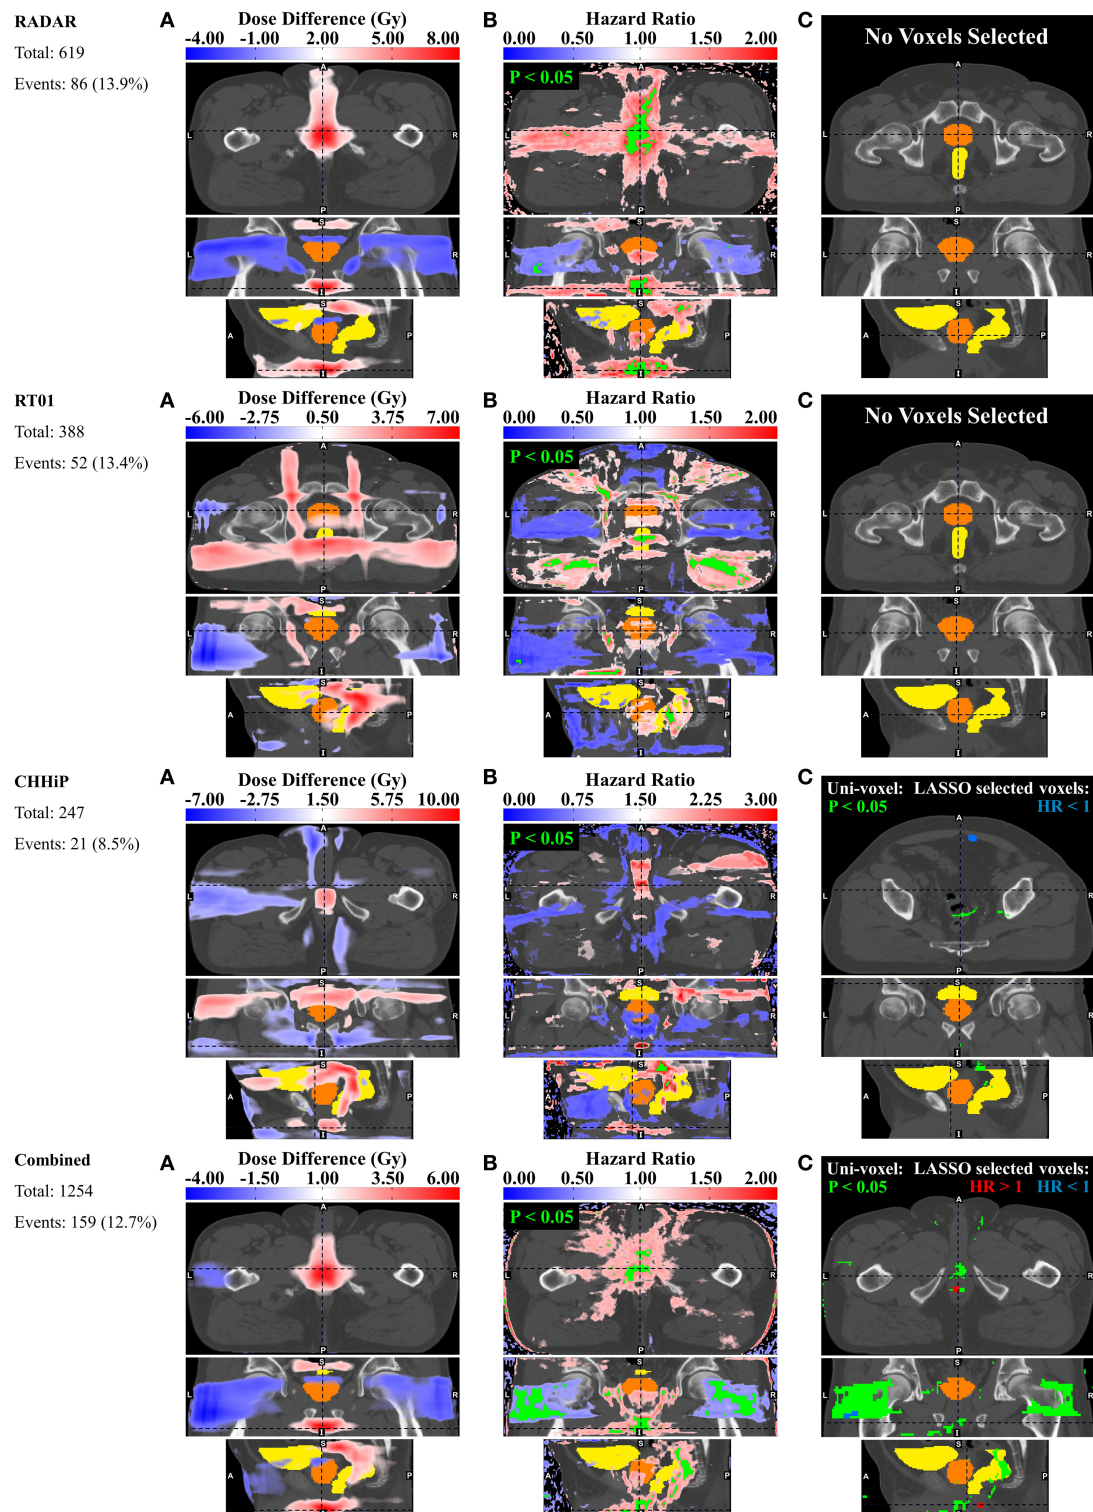 RADAR
Total: 619
Events: 86 (13.9%)
A
Dose Difference (Gy)
-4.00 -1.00 2.00 5.00 8.00
A
L
R
P
S
L
R
I
S
A
P
I
B
Hazard Ratio
0.00 0.50 1.00 1.50 2.00
P < 0.05
A
L
R
P
S
L
R
I
S
A
P
I
C
No Voxels Selected
A
L
R
P
S
L
R
I
S
A
P
I
RT01
Total: 388
Events: 52 (13.4%)
A
Dose Difference (Gy)
-6.00 -2.75 0.50 3.75 7.00
A
L
R
P
S
L
R
I
S
A
P
I
B
Hazard Ratio
0.00 0.50 1.00 1.50 2.00
P < 0.05
A
L
R
P
S
L
R
I
S
A
P
I
C
No Voxels Selected
A
L
R
P
S
L
R
I
S
A
P
I
CHHiP
Total: 247
Events: 21 (8.5%)
A
Dose Difference (Gy)
-7.00 -2.75 1.50 5.75 10.00
A
L
R
P
S
L
R
I
S
A
P
I
B
Hazard Ratio
0.00 0.75 1.50 2.25 3.00
P < 0.05
A
L
R
P
S
L
R
I
S
A
P
I
C
Uni-voxel: LASSO selected voxels:
P < 0.05 HR < 1
A
L
R
P
S
L
R
I
S
A
P
I
Combined
Total: 1254
Events: 159 (12.7%)
A
Dose Difference (Gy)
-4.00 -1.50 1.00 3.50 6.00
A
L
R
P
S
L
R
I
S
A
P
I
B
Hazard Ratio
0.00 0.50 1.00 1.50 2.00
P < 0.05
A
L
R
P
S
L
R
I
S
A
P
I
C
Uni-voxel: LASSO selected voxels:
P < 0.05 HR > 1 HR < 1
A
L
R
P
S
L
R
I
S
A
P
I